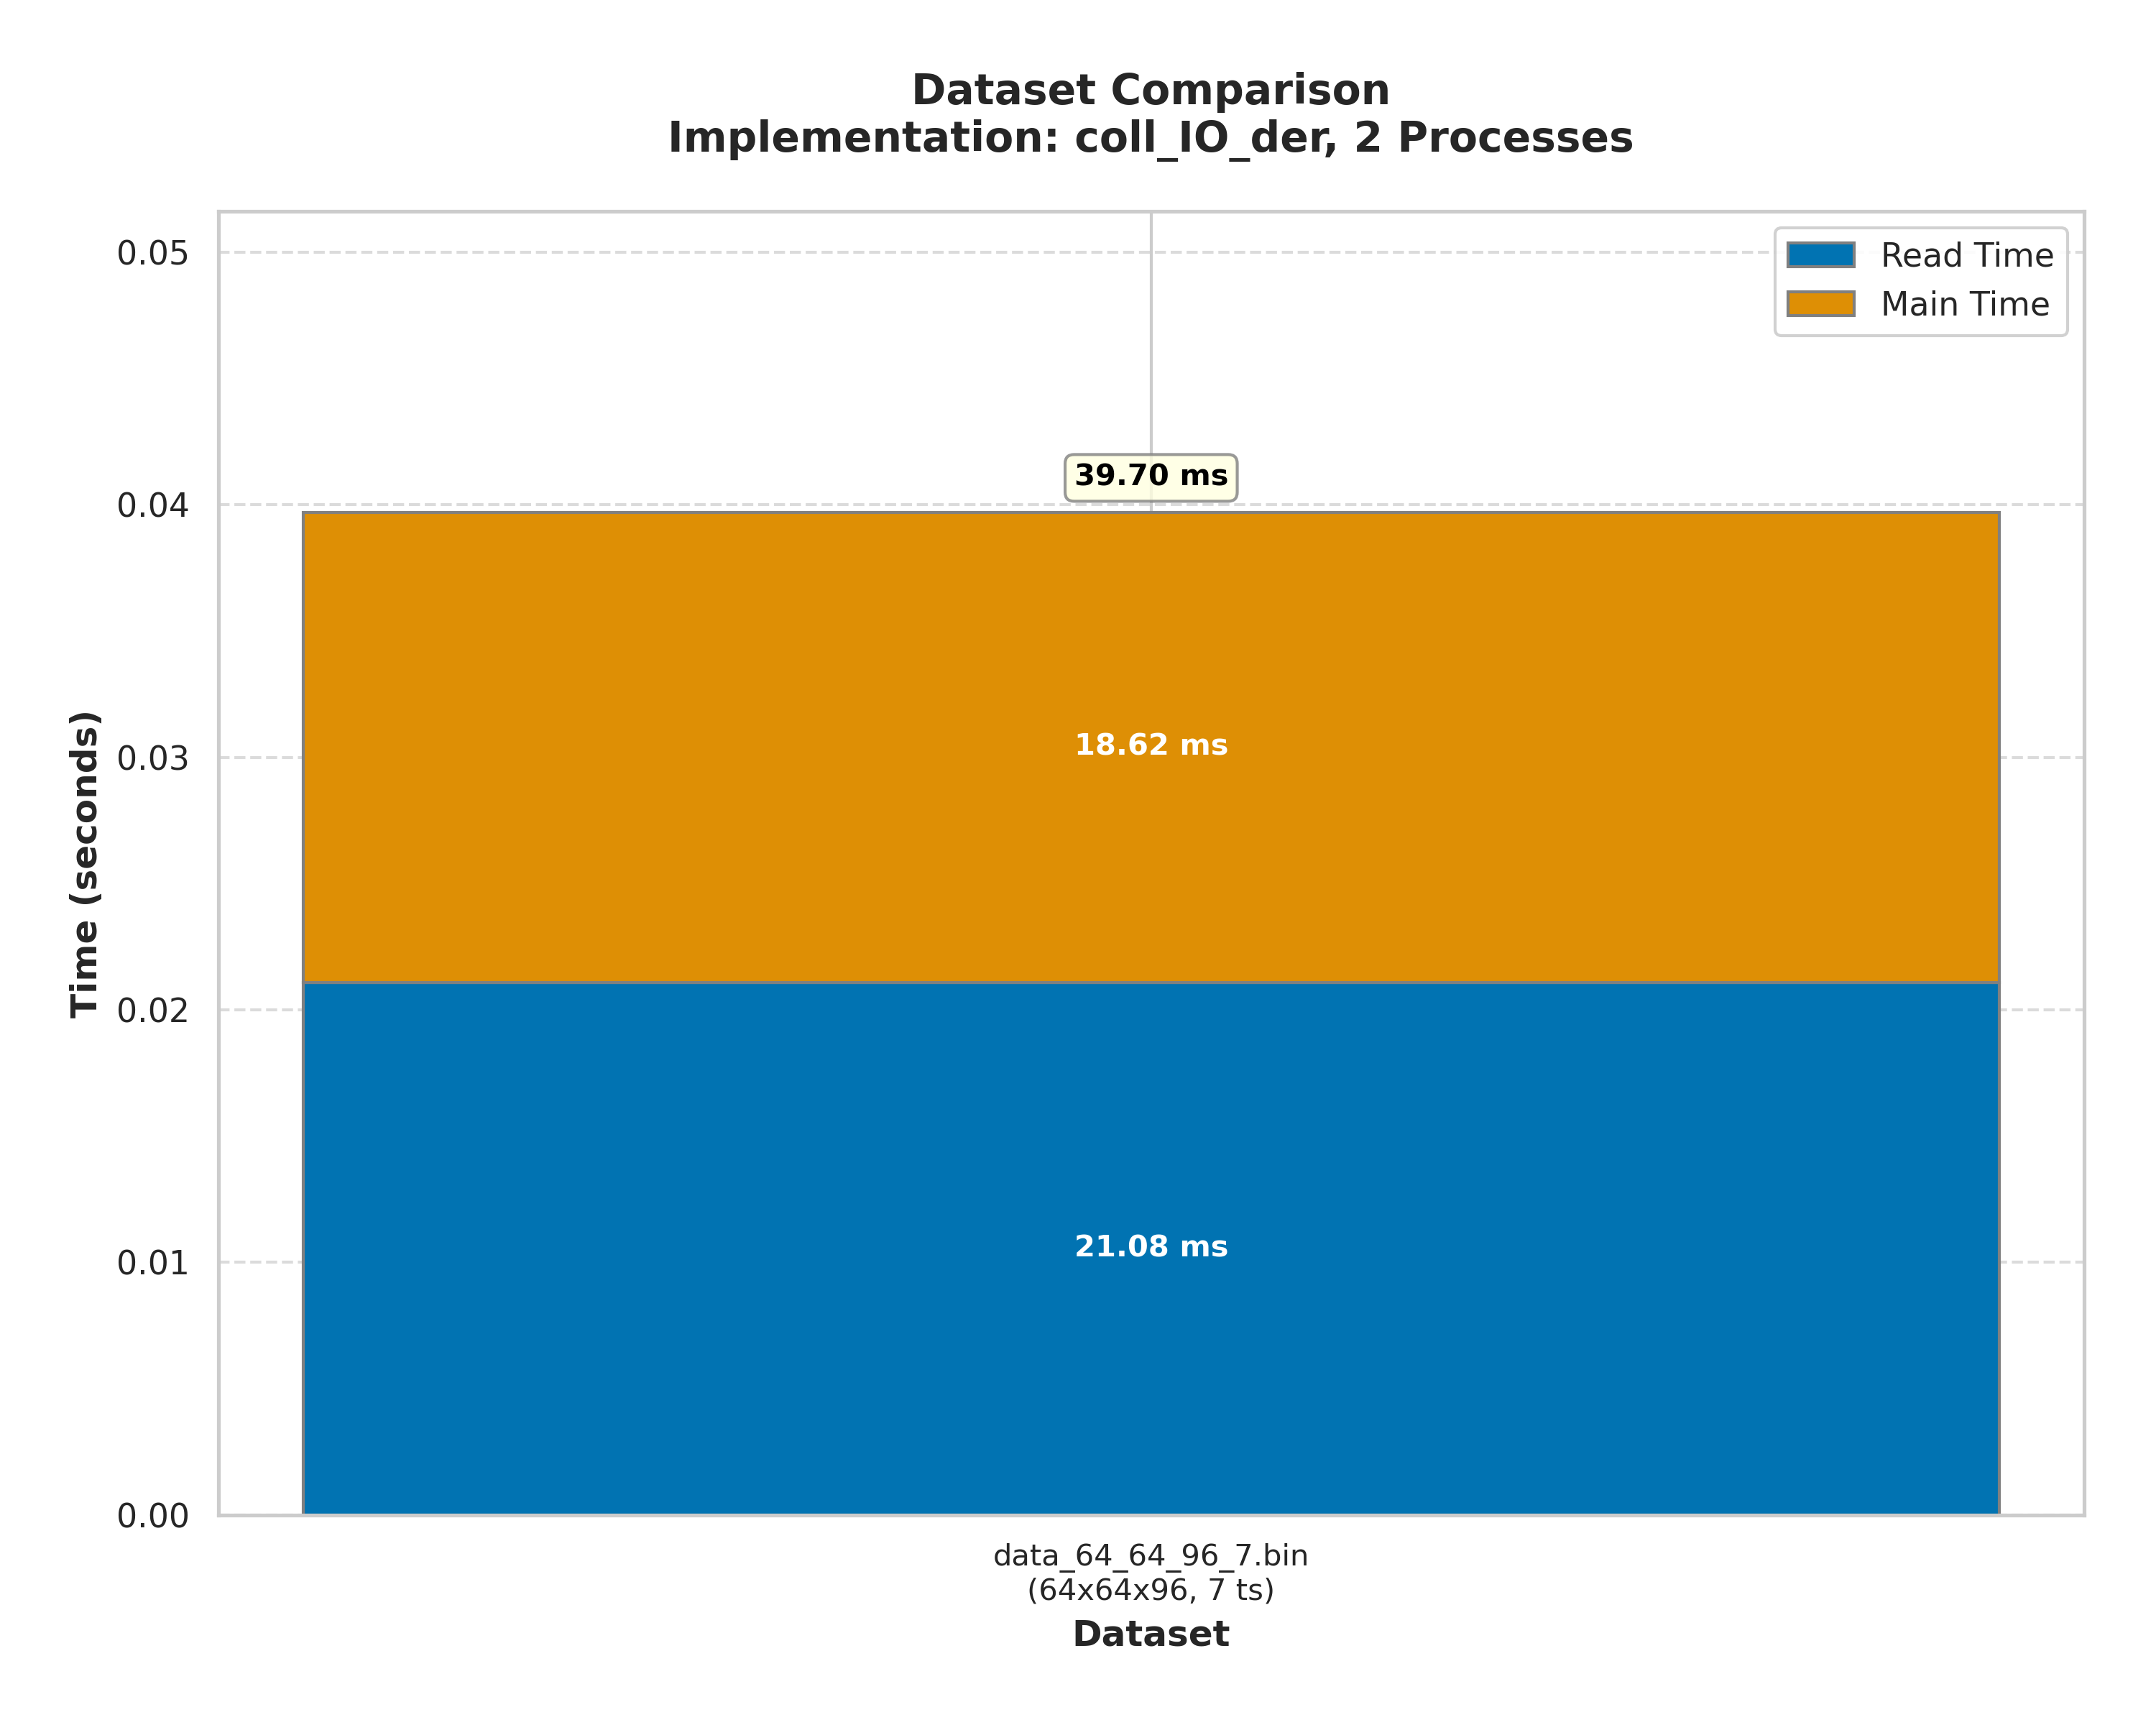 Dataset Comparison
Implementation: coll_IO_der, 2 Processes
Read Time
Main Time
Time (seconds)
0.05
0.04
0.03
0.02
0.01
0.00
39.70 ms
18.62 ms
21.08 ms
data_64_64_96_7.bin
(64x64x96, 7 ts)
Dataset